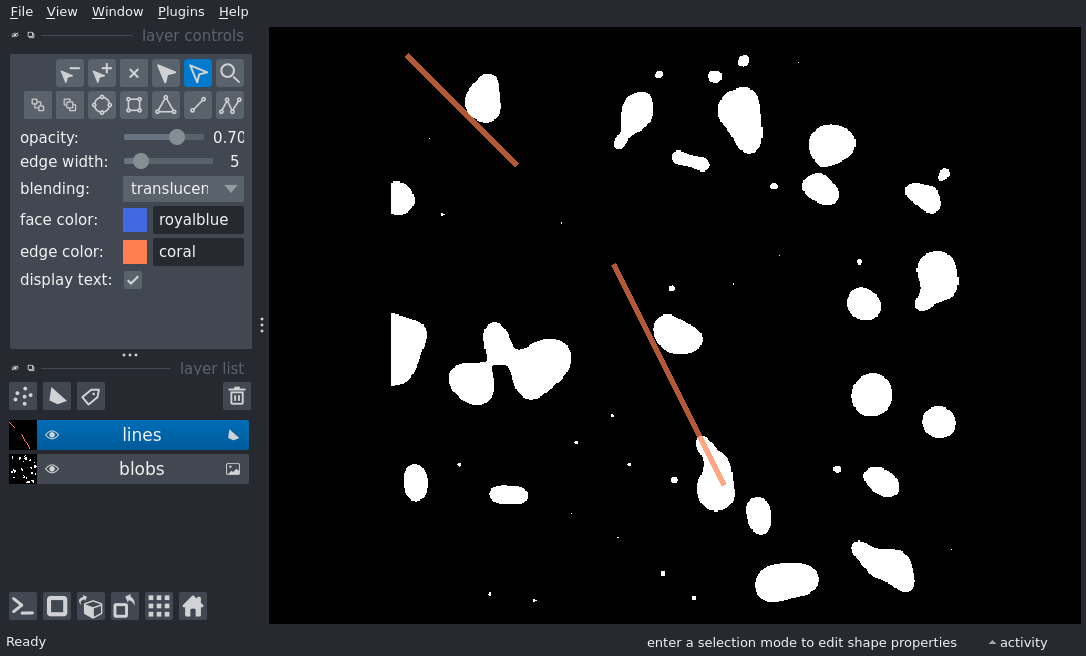 File View Window Plugins Help
layer controls
opacity: 0.70
edge width: 5
blending: translucen
face color: royalblue
edge color: coral
display text:
layer list
lines
blobs
Ready enter a selection mode to edit shape properties activity